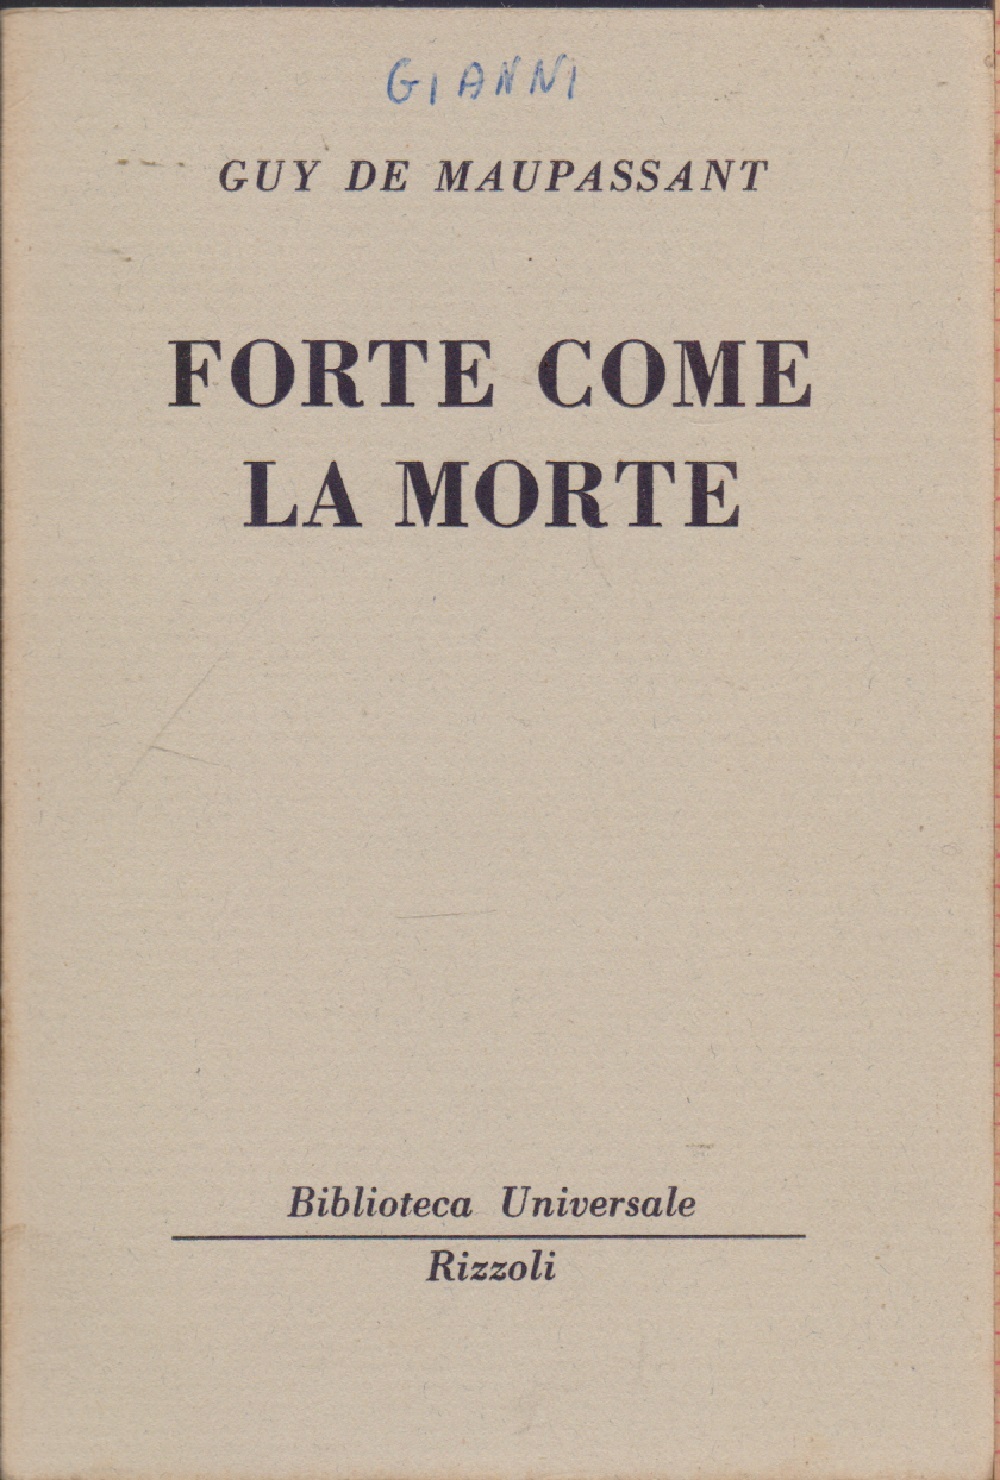 GIANNI
GUY DE MAUPASSANT
FORTE COME
LA MORTE
Biblioteca Universale
Rizzoli